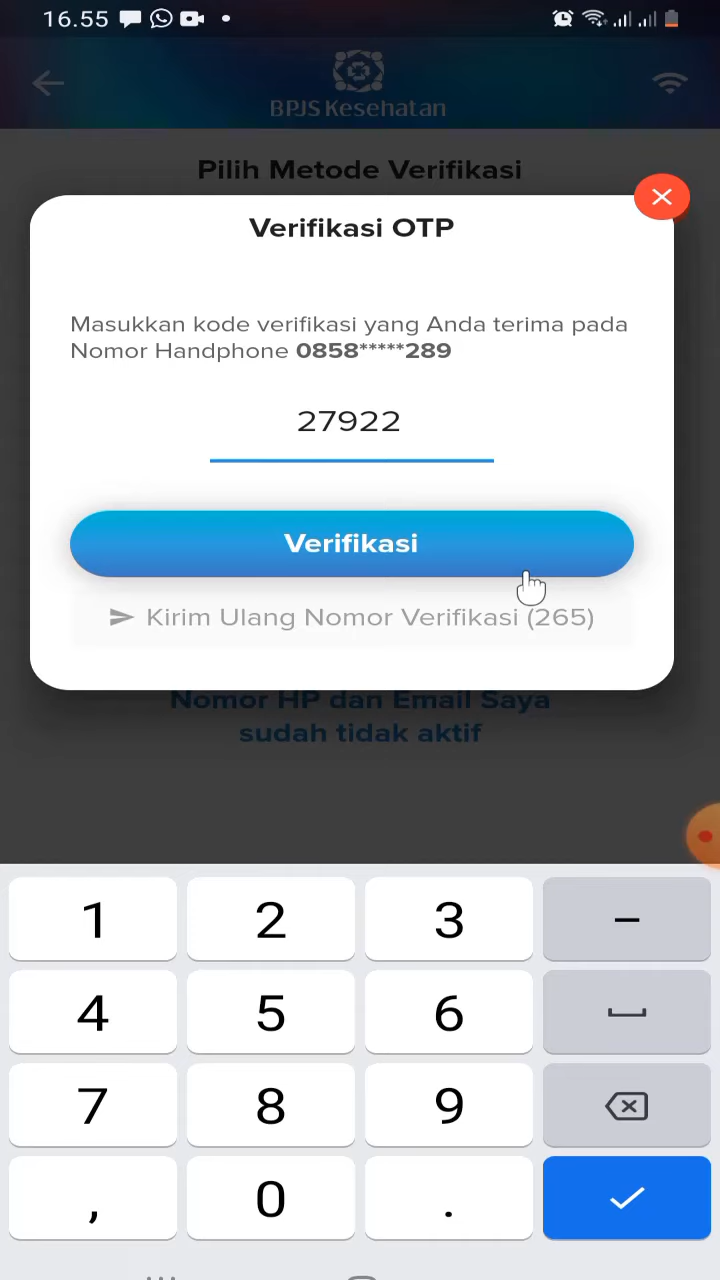 16.55
BPJS Kesehatan
Pilih Metode Verifikasi
Verifikasi OTP
Masukkan kode verifikasi yang Anda terima pada
Nomor Handphone 0858*****289
27922
Verifikasi
Kirim Ulang Nomor Verifikasi (265)
Nomor HP dan Email Saya
sudah tidak aktif
1 2 3 −
4 5 6
7 8 9
, 0 .